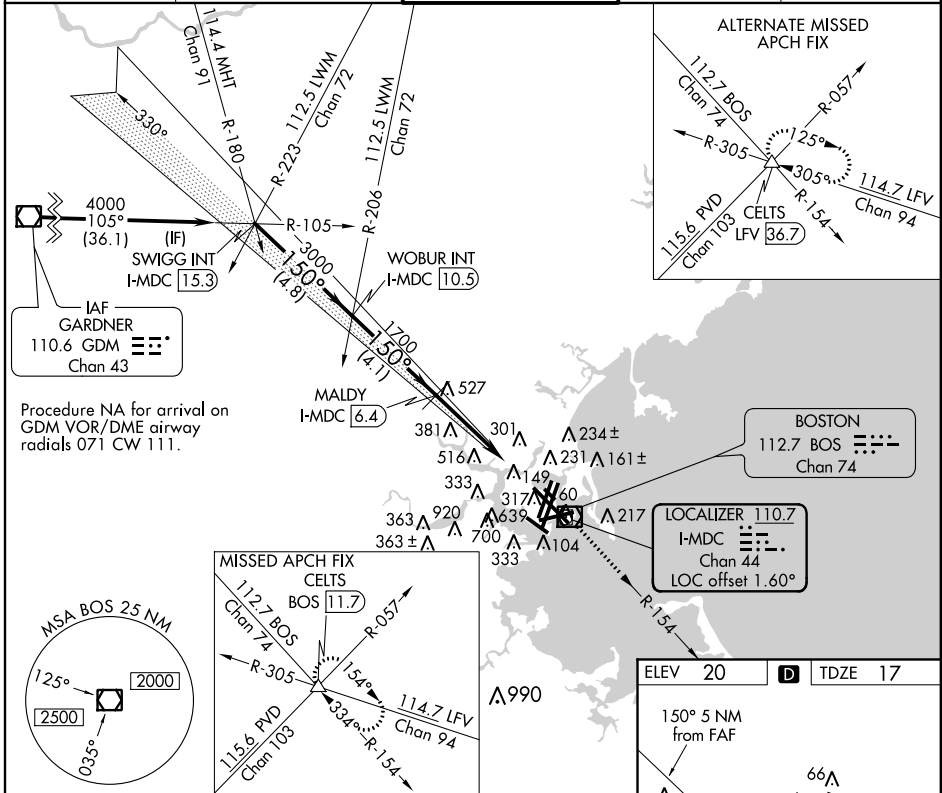 ALTERNATE MISSED
APCH FIX
112.7 BOS
Chan 74
R-057
R-305
125°
305°
114.7 LFV
Chan 94
R-154
115.6 PVD
Chan 103
CELTS
LFV 36.7
114.4 MHT
Chan 91
R-180
112.5 LWM
Chan 72
R-223
112.5 LWM
Chan 72
R-206
330°
4000
105°
(36.1)
(IF)
R-105
SWIGG INT
I-MDC 15.3
3000
150°
(4.8)
WOBUR INT
I-MDC 10.5
1700
150°
(4.1)
IAF
GARDNER
110.6 GDM
Chan 43
MALDY
I-MDC 6.4
Procedure NA for arrival on
GDM VOR/DME airway
radials 071 CW 111.
527
381
301
234±
516
231
161±
149
333
317
60
363
920
639
700
217
363±
333
104
BOSTON
112.7 BOS
Chan 74
LOCALIZER 110.7
I-MDC
Chan 44
LOC offset 1.60°
R-154
MISSED APCH FIX
CELTS
BOS 11.7
112.7 BOS
Chan 74
R-057
R-305
154°
334°
114.7 LFV
Chan 94
R-154
115.6 PVD
Chan 103
MSA BOS 25 NM
125°
2000
2500
035°
990
ELEV 20
D
TDZE 17
150° 5 NM
from FAF
66